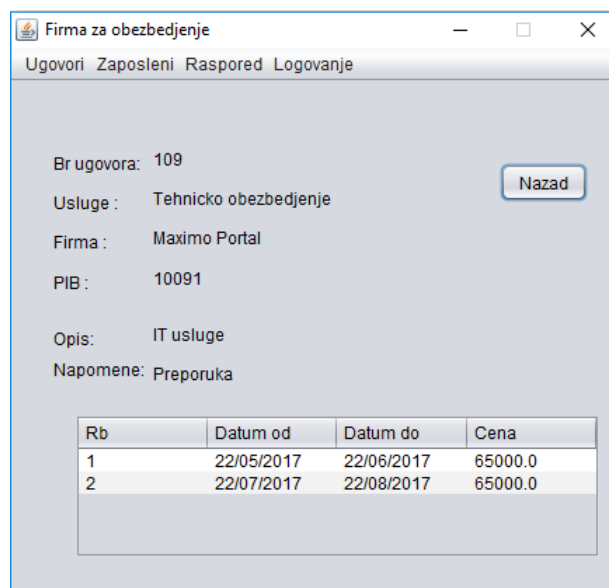 Firma za obezbedjenje
Ugovori Zaposleni Raspored Logovanje
Br ugovora: 109
Nazad
Usluge : Tehnicko obezbedjenje
Firma : Maximo Portal
PIB : 10091
Opis: IT usluge
Napomene: Preporuka
Rb Datum od Datum do Cena
1 22/05/2017 22/06/2017 65000.0
2 22/07/2017 22/08/2017 65000.0